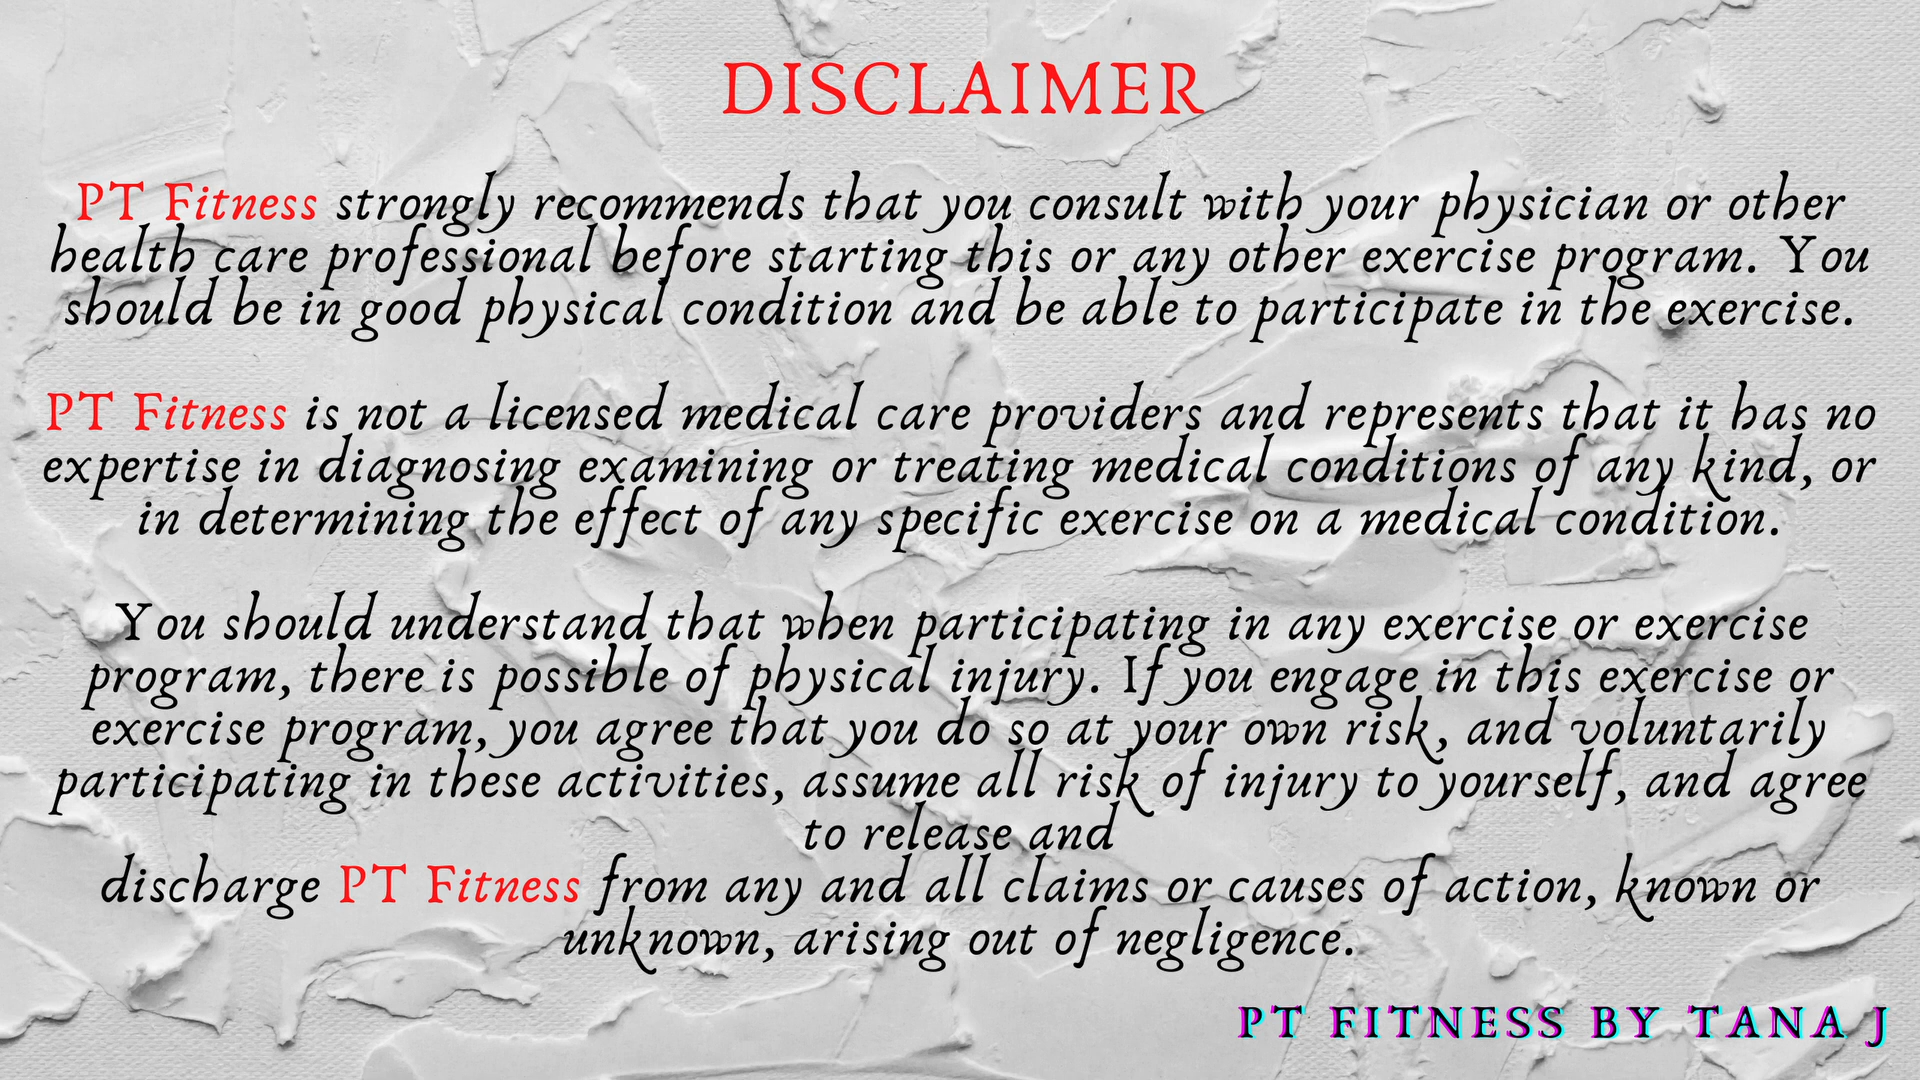 DISCLAIMER
PT Fitness strongly recommends that you consult with your physician or other
health care professional before starting this or any other exercise program. You
should be in good physical condition and be able to participate in the exercise.
PT Fitness is not a licensed medical care providers and represents that it has no
expertise in diagnosing examining or treating medical conditions of any kind, or
in determining the effect of any specific exercise on a medical condition.
You should understand that when participating in any exercise or exercise
program, there is possible of physical injury. If you engage in this exercise or
exercise program, you agree that you do so at your own risk, and voluntarily
participating in these activities, assume all risk of injury to yourself, and agree
to release and
discharge PT Fitness from any and all claims or causes of action, known or
unknown, arising out of negligence.
PT FITNESS BY TANA J